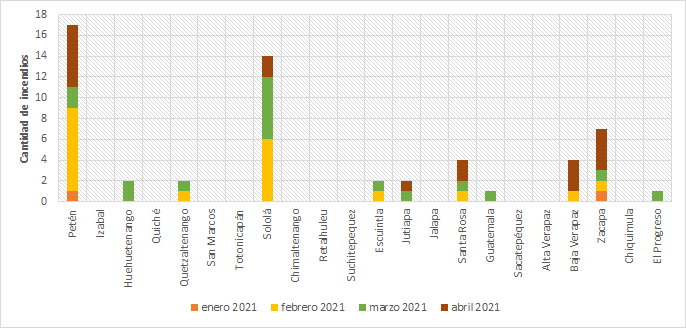 18
16
14
12
10
8
6
4
2
0
Cantidad de incendios
Petén
Izabal
Huehuetenango
Quiché
Quetzaltenango
San Marcos
Totonicapán
Sololá
Chimaltenango
Retalhuleu
Suchitepequez
Escuintla
Jutiapa
Jalapa
Santa Rosa
Guatemala
Sacatepéquez
Alta Verapaz
Baja Verapaz
Zacapa
Chiquimula
El Progreso
enero 2021 febrero 2021 marzo 2021 abril 2021